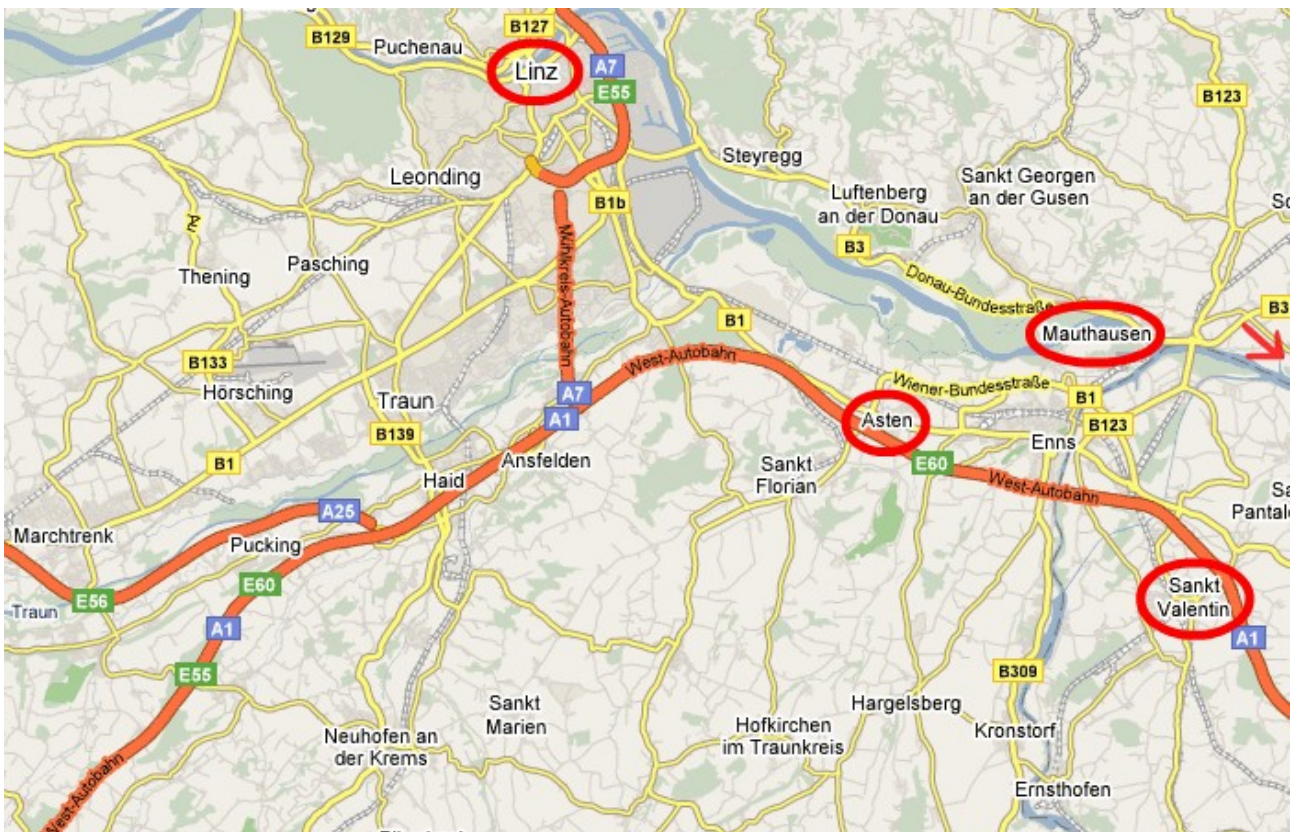 B127
B129
Puchenau
Linz
A7
E55
B123
Steyregg
Leonding
Sankt Georgen
an der Gusen
Luftenberg
an der Donau
B1b
Au
B3
Mühlkreis-Autobahn
Pasching
Thening
Donau-Bundesstraße
B3
B1
Mauthausen
West-Autobahn
B133
Hörsching
Wiener-Bundesstraße
A7
B1
Traun
A1
Asten
B123
B139
Enns
B1
Ansfelden
Sankt
Florian
E60
Haid
West-Autobahn
A25
Marchtrenk
Pucking
E60
Sankt
Valentin
E56
Traun
A1
A1
E55
B309
Sankt
Marien
Hargelsberg
Neuhofen an
der Krems
Hofkirchen
im Traunkreis
Kronstorf
Ernsthofen
West-Autobahn